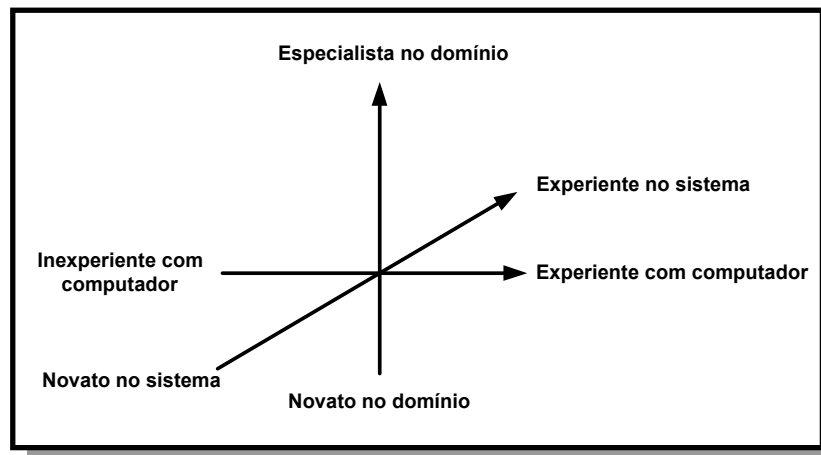 Especialista no domínio
Experiente no sistema
Inexperiente com
computador
Experiente com computador
Novato no sistema
Novato no domínio